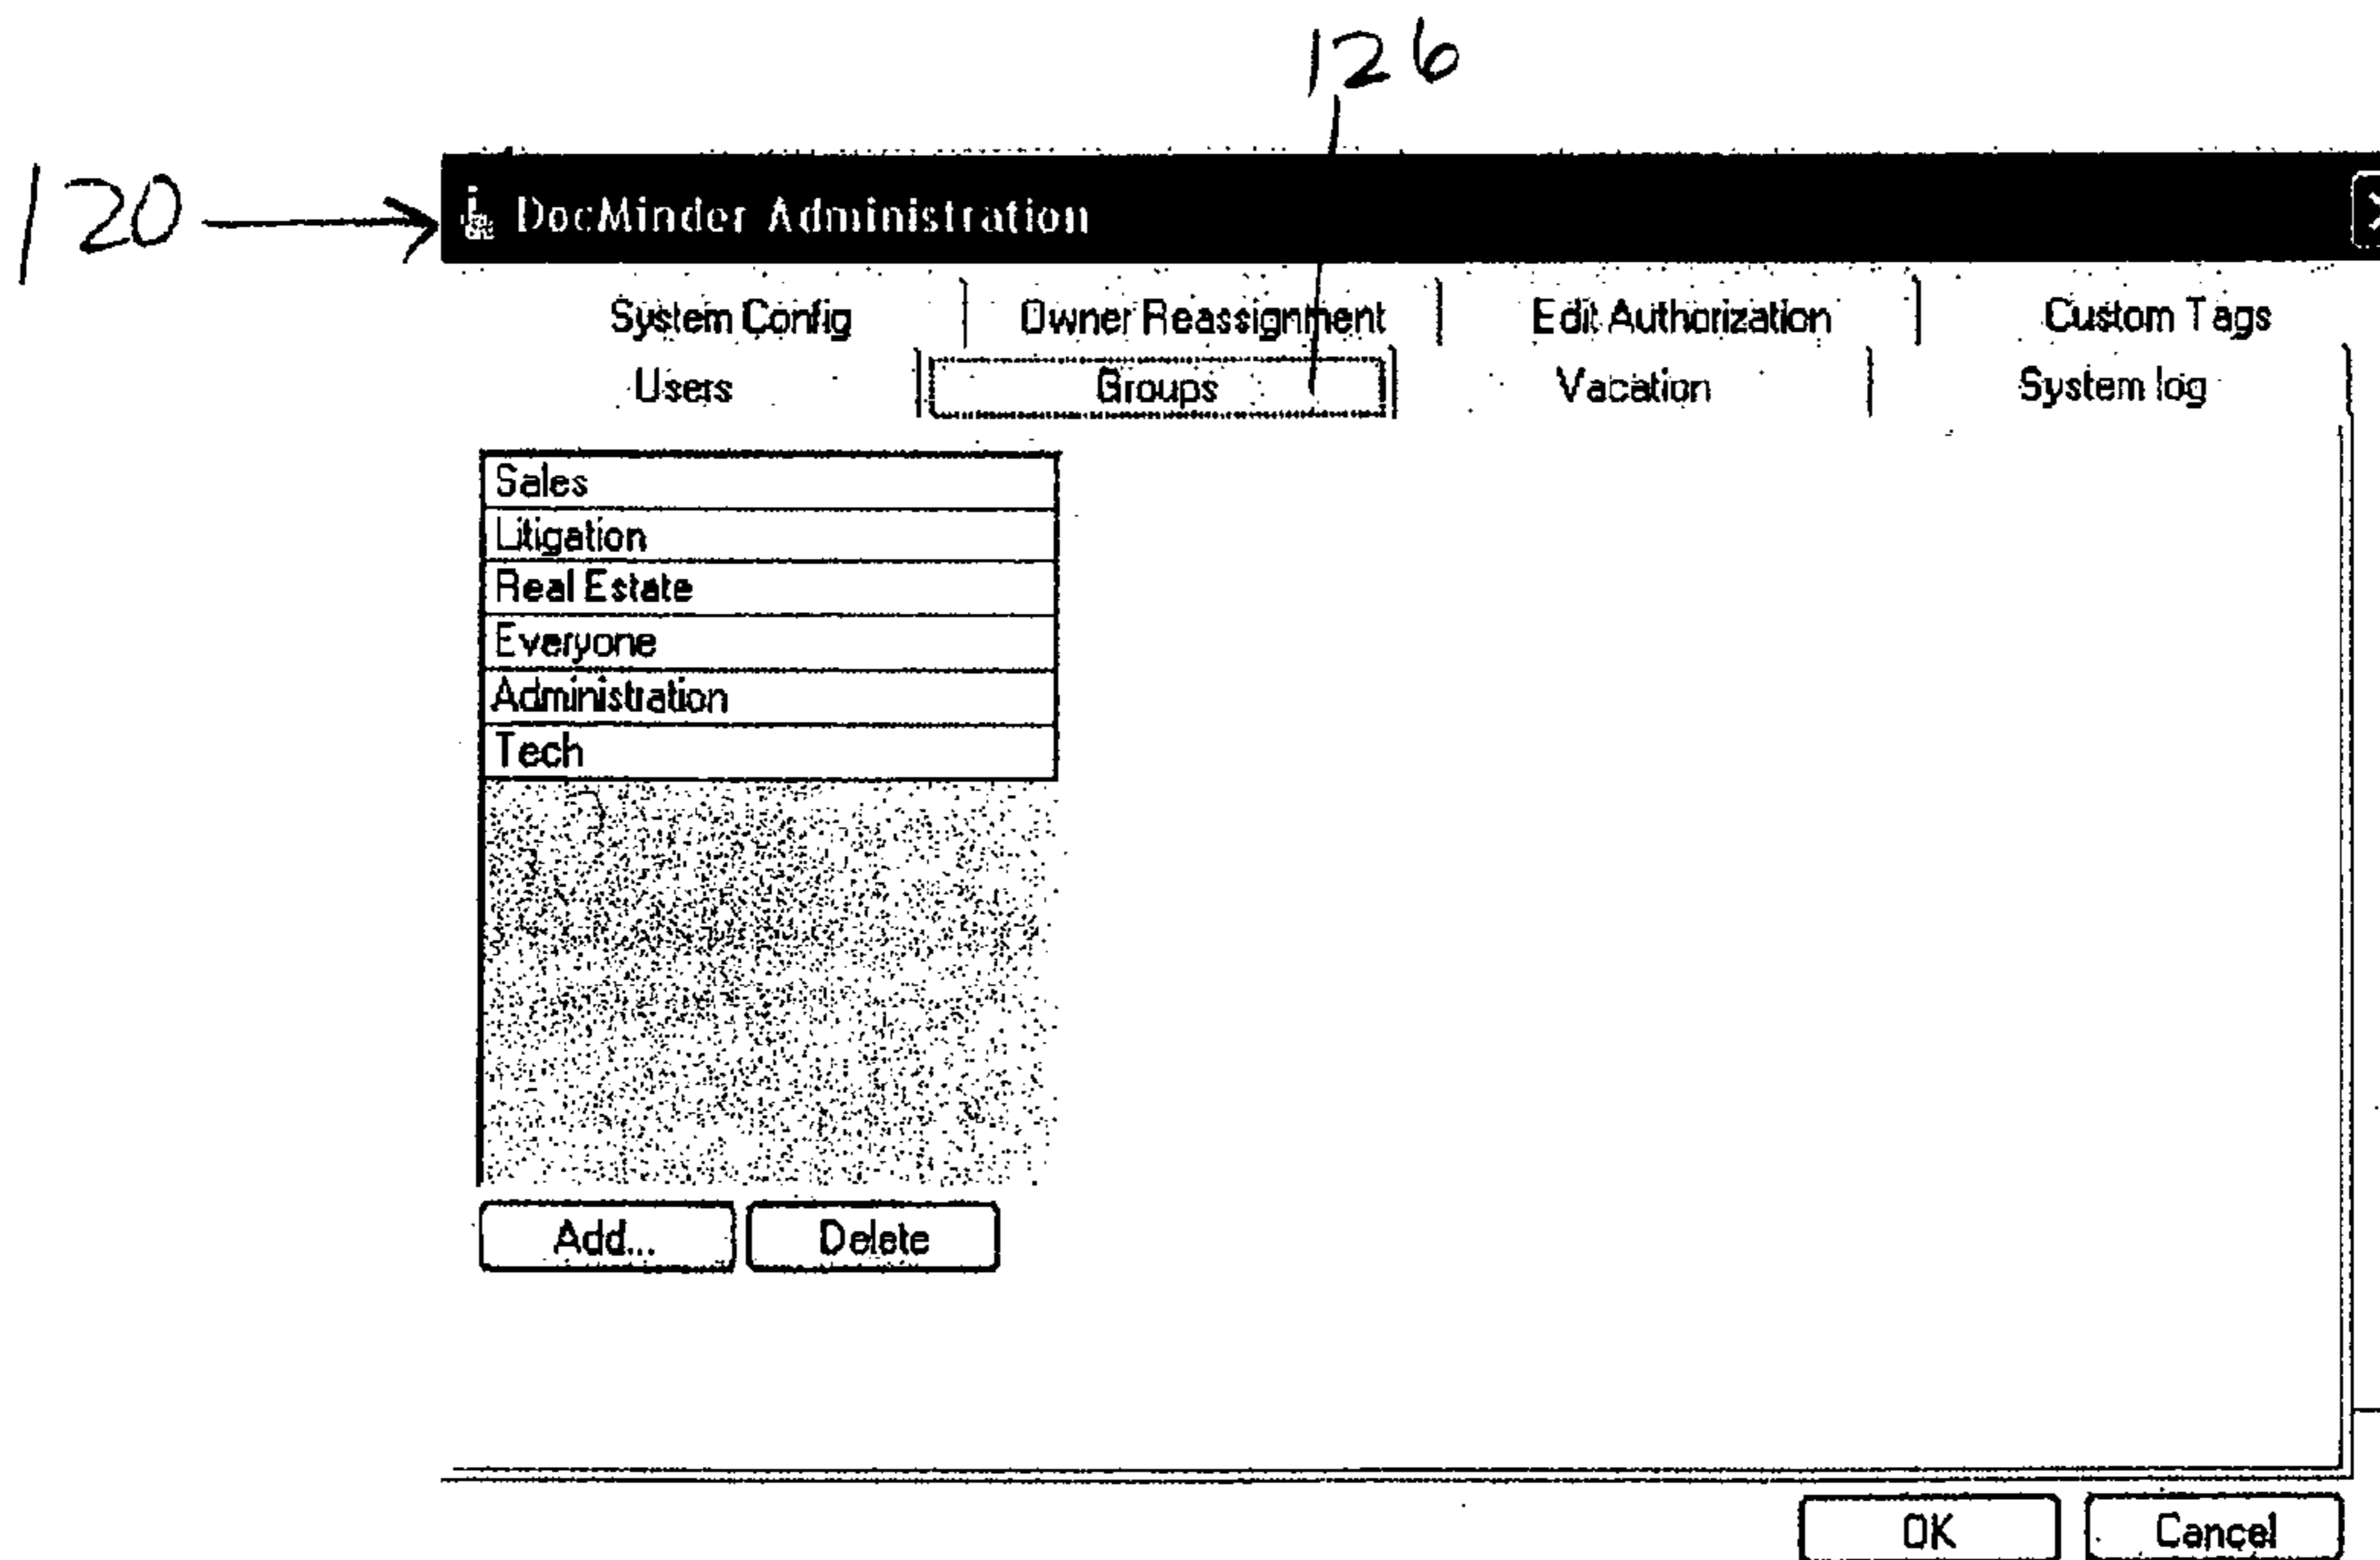 126
120
DocMinder Administration
System Config Owner Reassignment Edit Authorization Custom Tags
Users Groups Vacation System log
Sales
Litigation
Real Estate
Everyone
Administration
Tech
Add... Delete
OK Cancel